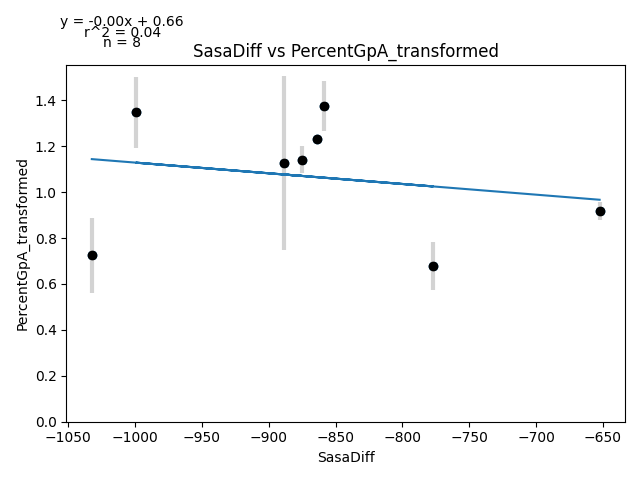 y = -0.00x + 0.66
r^2 = 0.04
n = 8
SasaDiff vs PercentGpA_transformed
PercentGpA_transformed
1.4
1.2
1.0
0.8
0.6
0.4
0.2
0.0
−1050 −1000 −950 −900 −850 −800 −750 −700 −650
SasaDiff